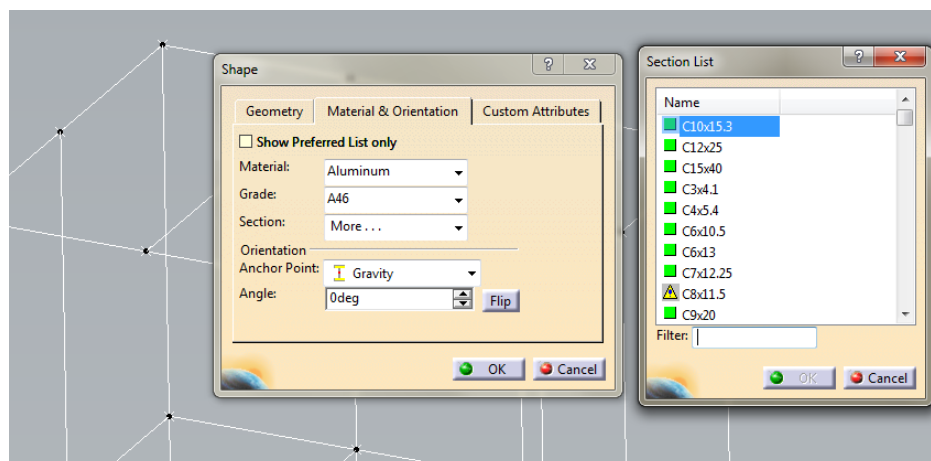 Shape
Geometry
Material & Orientation
Custom Attributes
Show Preferred List only
Material:
Aluminum
Grade:
A46
Section:
More . . .
Orientation
Anchor Point:
Gravity
Angle:
0deg
Flip
OK
Cancel
Section List
Name
C10x15.3
C12x25
C15x40
C3x4.1
C4x5.4
C6x10.5
C6x13
C7x12.25
C8x11.5
C9x20
Filter:
OK
Cancel